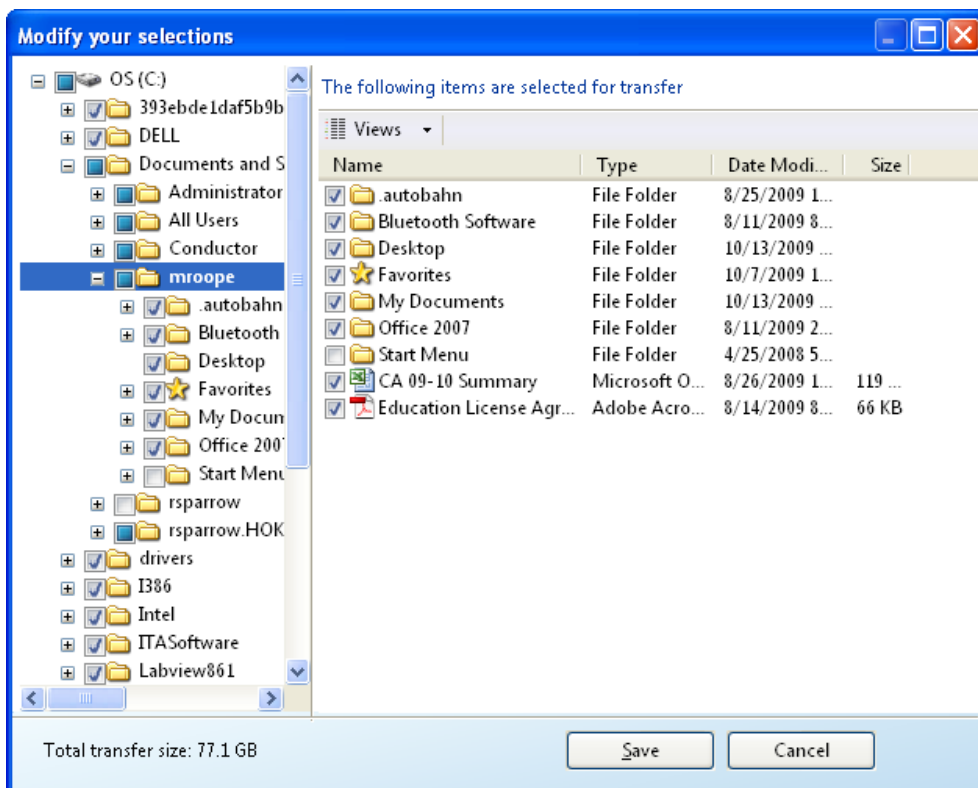 Modify your selections
OS (C:)
393ebde1daf5b9b
DELL
Documents and S
Administrator
All Users
Conductor
mroope
.autobahn
Bluetooth
Desktop
Favorites
My Docum
Office 200
Start Menu
rsparrow
rsparrow.HOK
drivers
I386
Intel
ITASoftware
Labview861
The following items are selected for transfer
Views
Name Type Date Modi... Size
.autobahn File Folder 8/25/2009 1...
Bluetooth Software File Folder 8/11/2009 8...
Desktop File Folder 10/13/2009 ...
Favorites File Folder 10/7/2009 1...
My Documents File Folder 10/13/2009 ...
Office 2007 File Folder 8/11/2009 2...
Start Menu File Folder 4/25/2008 5...
CA 09-10 Summary Microsoft O... 8/26/2009 1... 119 ...
Education License Agr... Adobe Acro... 8/14/2009 8... 66 KB
Total transfer size: 77.1 GB
Save
Cancel